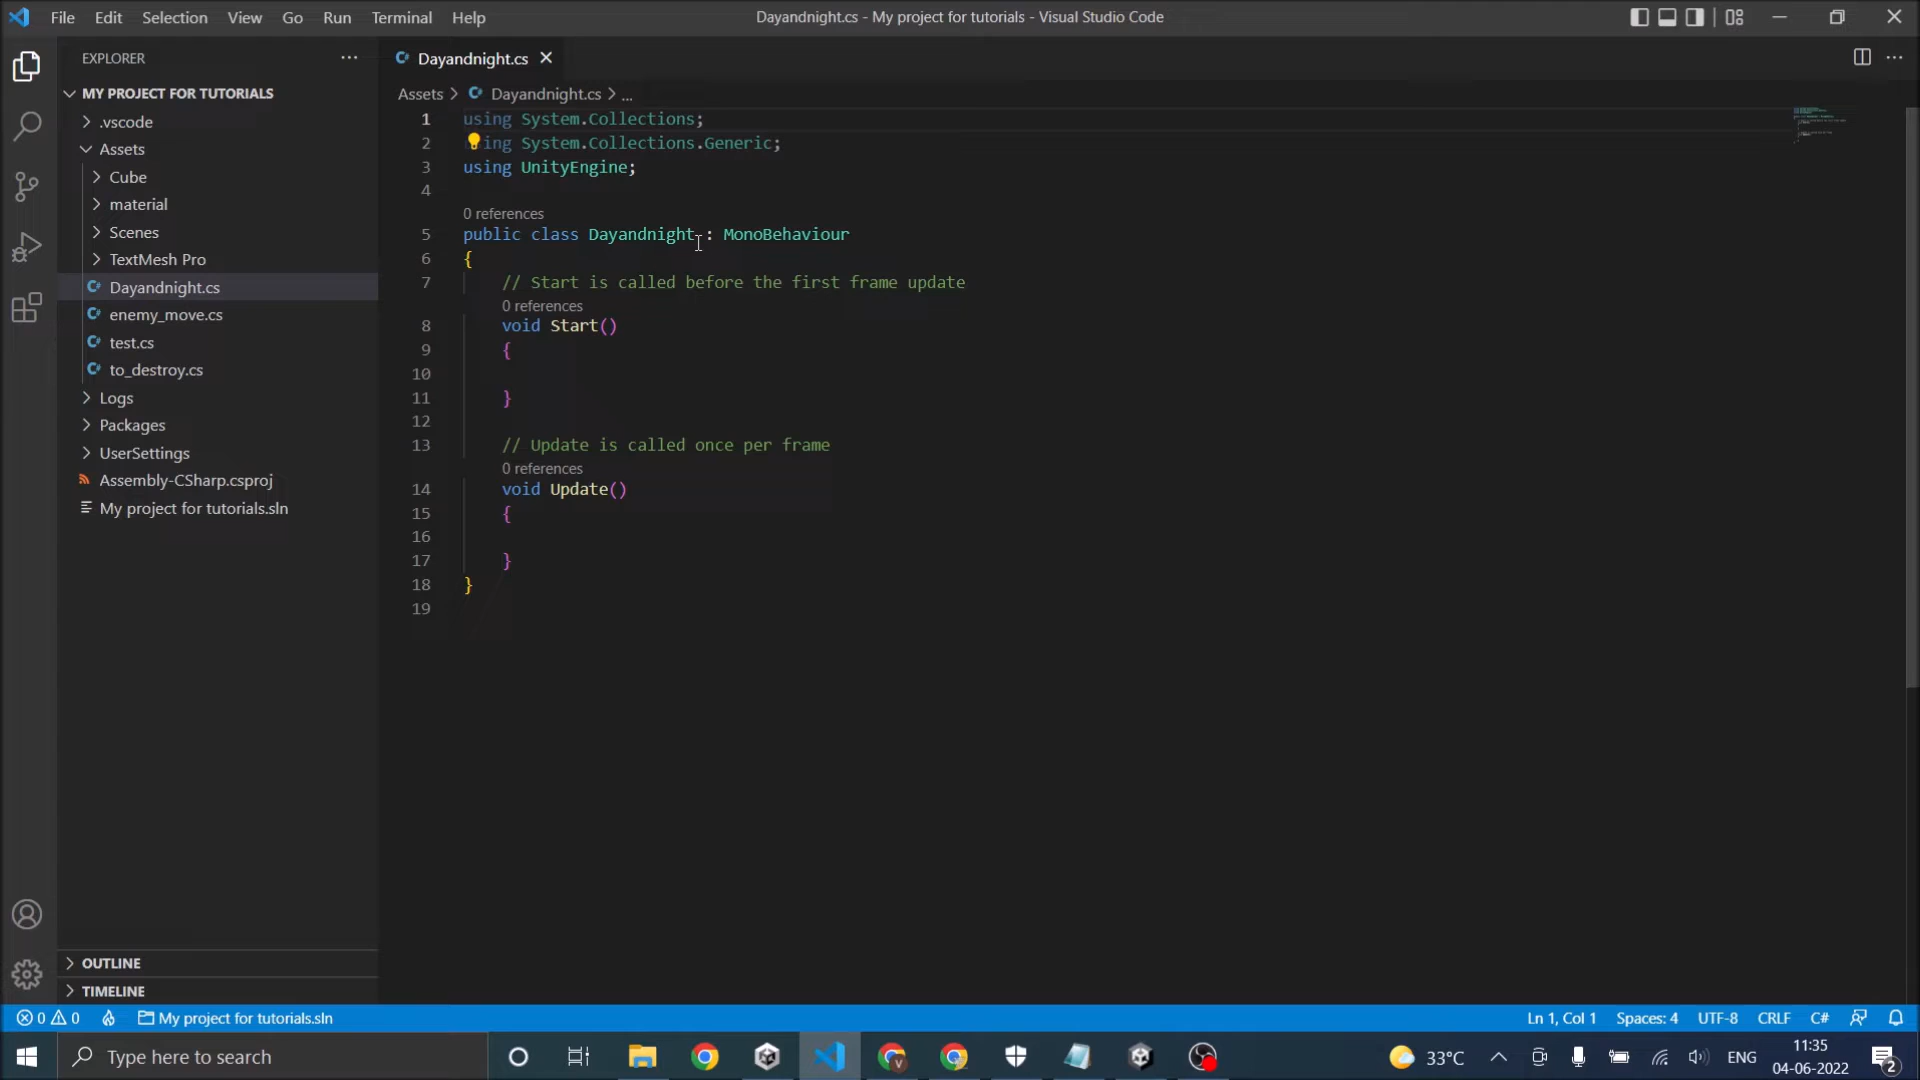 File Edit Selection View Go Run Terminal Help
Dayandnight.cs - My project for tutorials - Visual Studio Code
EXPLORER
MY PROJECT FOR TUTORIALS
.vscode
Assets
Cube
material
Scenes
TextMesh Pro
Dayandnight.cs
enemy_move.cs
test.cs
to_destroy.cs
Logs
Packages
UserSettings
Assembly-CSharp.csproj
My project for tutorials.sln
OUTLINE
TIMELINE
Dayandnight.cs
Assets > Dayandnight.cs > ...
1 using System.Collections;
2 ing System.Collections.Generic;
3 using UnityEngine;
4
0 references
5 public class Dayandnight : MonoBehaviour
6 {
7 // Start is called before the first frame update
0 references
8 void Start()
9 {
10
11 }
12
13 // Update is called once per frame
0 references
14 void Update()
15 {
16
17 }
18 }
19
0 0 My project for tutorials.sln Ln 1, Col 1 Spaces: 4 UTF-8 CRLF C#
Type here to search
33°C
ENG
11:35
04-06-2022
2